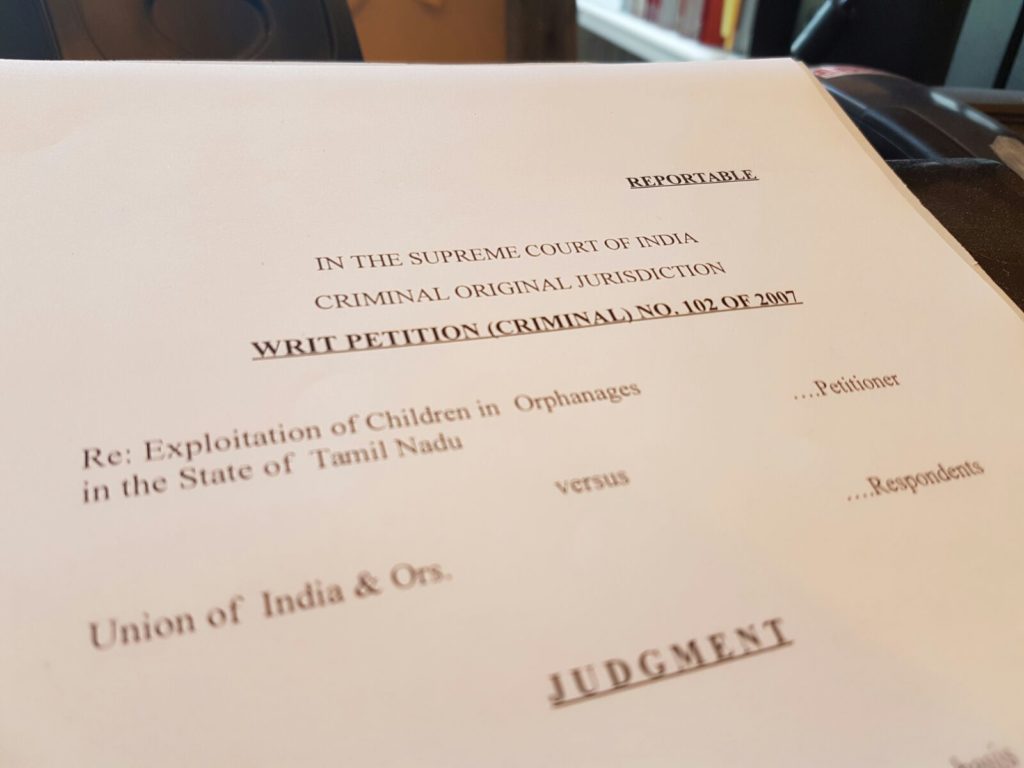 REPORTABLE
IN THE SUPREME COURT OF INDIA
CRIMINAL ORIGINAL JURISDICTION
WRIT PETITION (CRIMINAL) NO. 102 OF 2007
Re: Exploitation of Children in Orphanages
in the State of Tamil Nadu
....Petitioner
versus
Union of India & Ors.
....Respondents
JUDGMENT